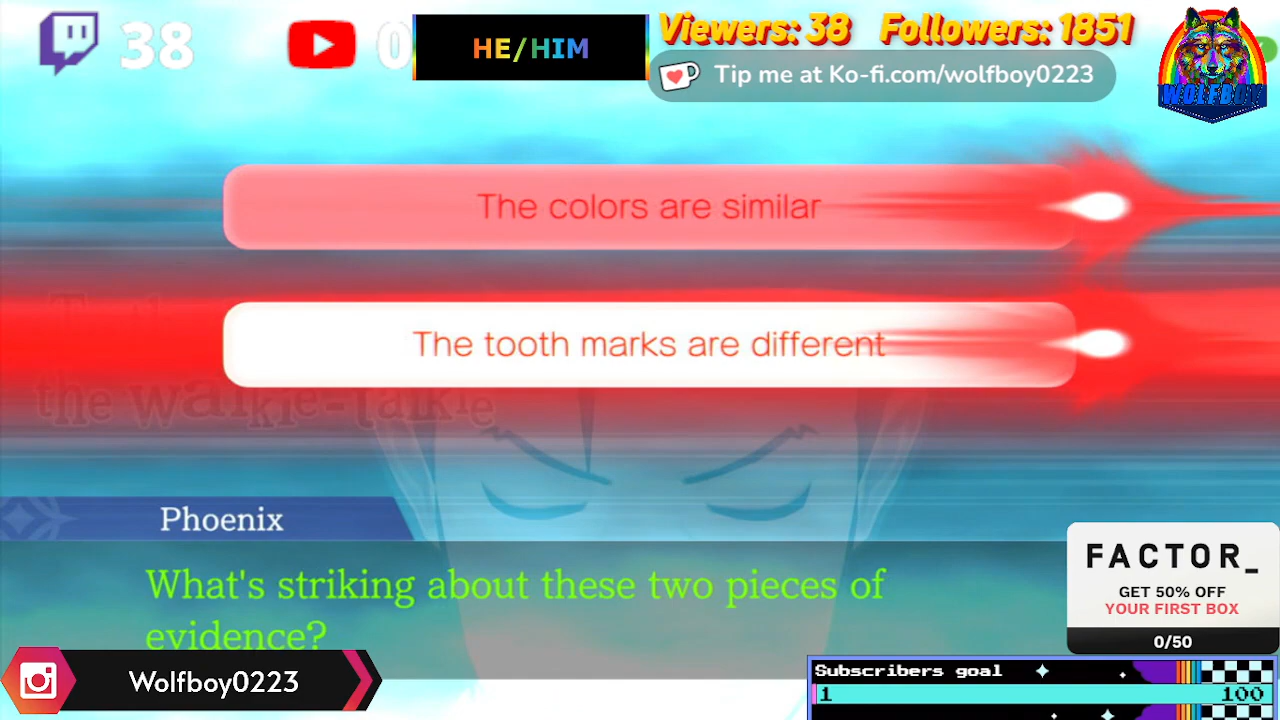 38
0
HE/HIM
Viewers: 38 Followers: 1851
Tip me at Ko-fi.com/wolfboy0223
WOLFBOY
The colors are similar
The tooth marks are different
the walkie-talkie
Phoenix
What's striking about these two pieces of
evidence?
FACTOR_
GET 50% OFF
YOUR FIRST BOX
0/50
Wolfboy0223
Subscribers goal
1 100